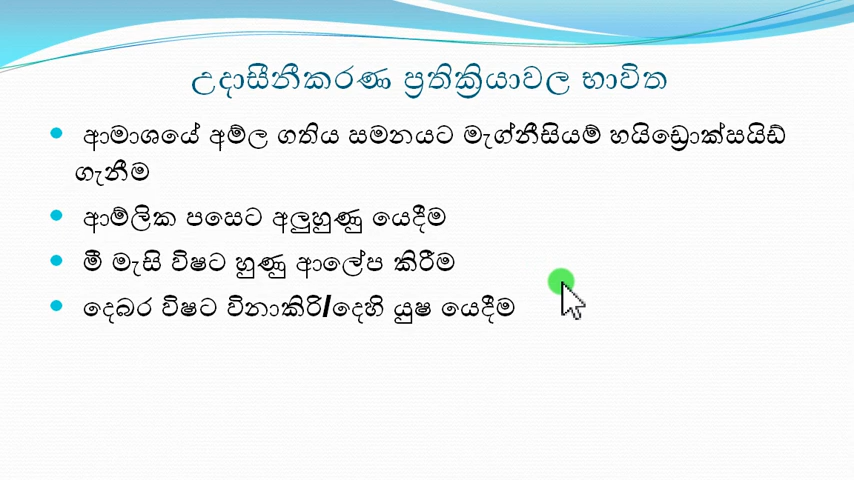 උදාසීනීකරණ ප්‍රතික්‍රියාවල භාවිත
ආමාශයේ අම්ල ගතිය සමනයට මැග්නීසියම් හයිඩ්‍රොක්සයිඩ්
ගැනීම
ආම්ලික පසෙට අලුහුණු යෙදීම
මී මැසි විෂට හුණු ආලේප කිරීම
දෙබර විෂට විනාකිරි/දෙහි යුෂ යෙදීම